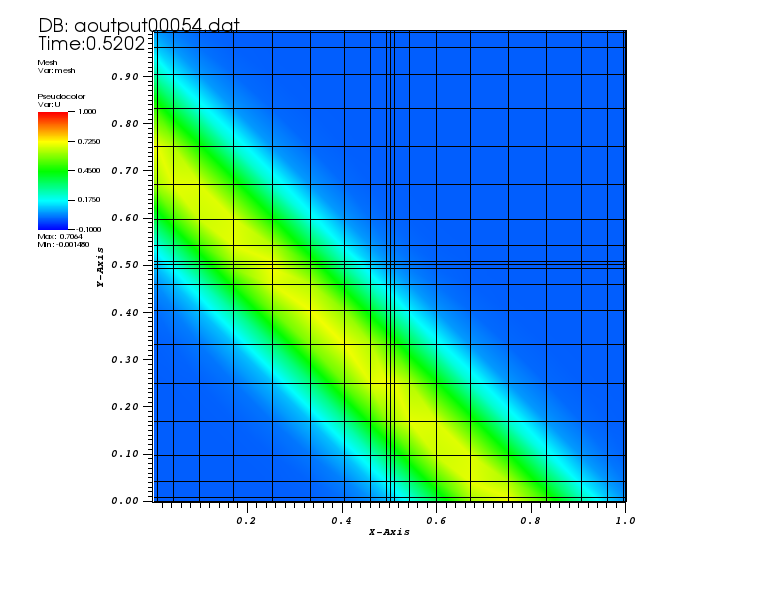 DB: aoutput00054.dat
Time:0.5202
Mesh
Var: mesh
Pseudocolor
Var: U
1.000
0.7250
0.4500
0.1750
-0.1000
Max: 0.7064
Min: -0.001480
Y-Axis
0.90
0.80
0.70
0.60
0.50
0.40
0.30
0.20
0.10
0.00
0.2 0.4 0.6 0.8 1.0
X-Axis